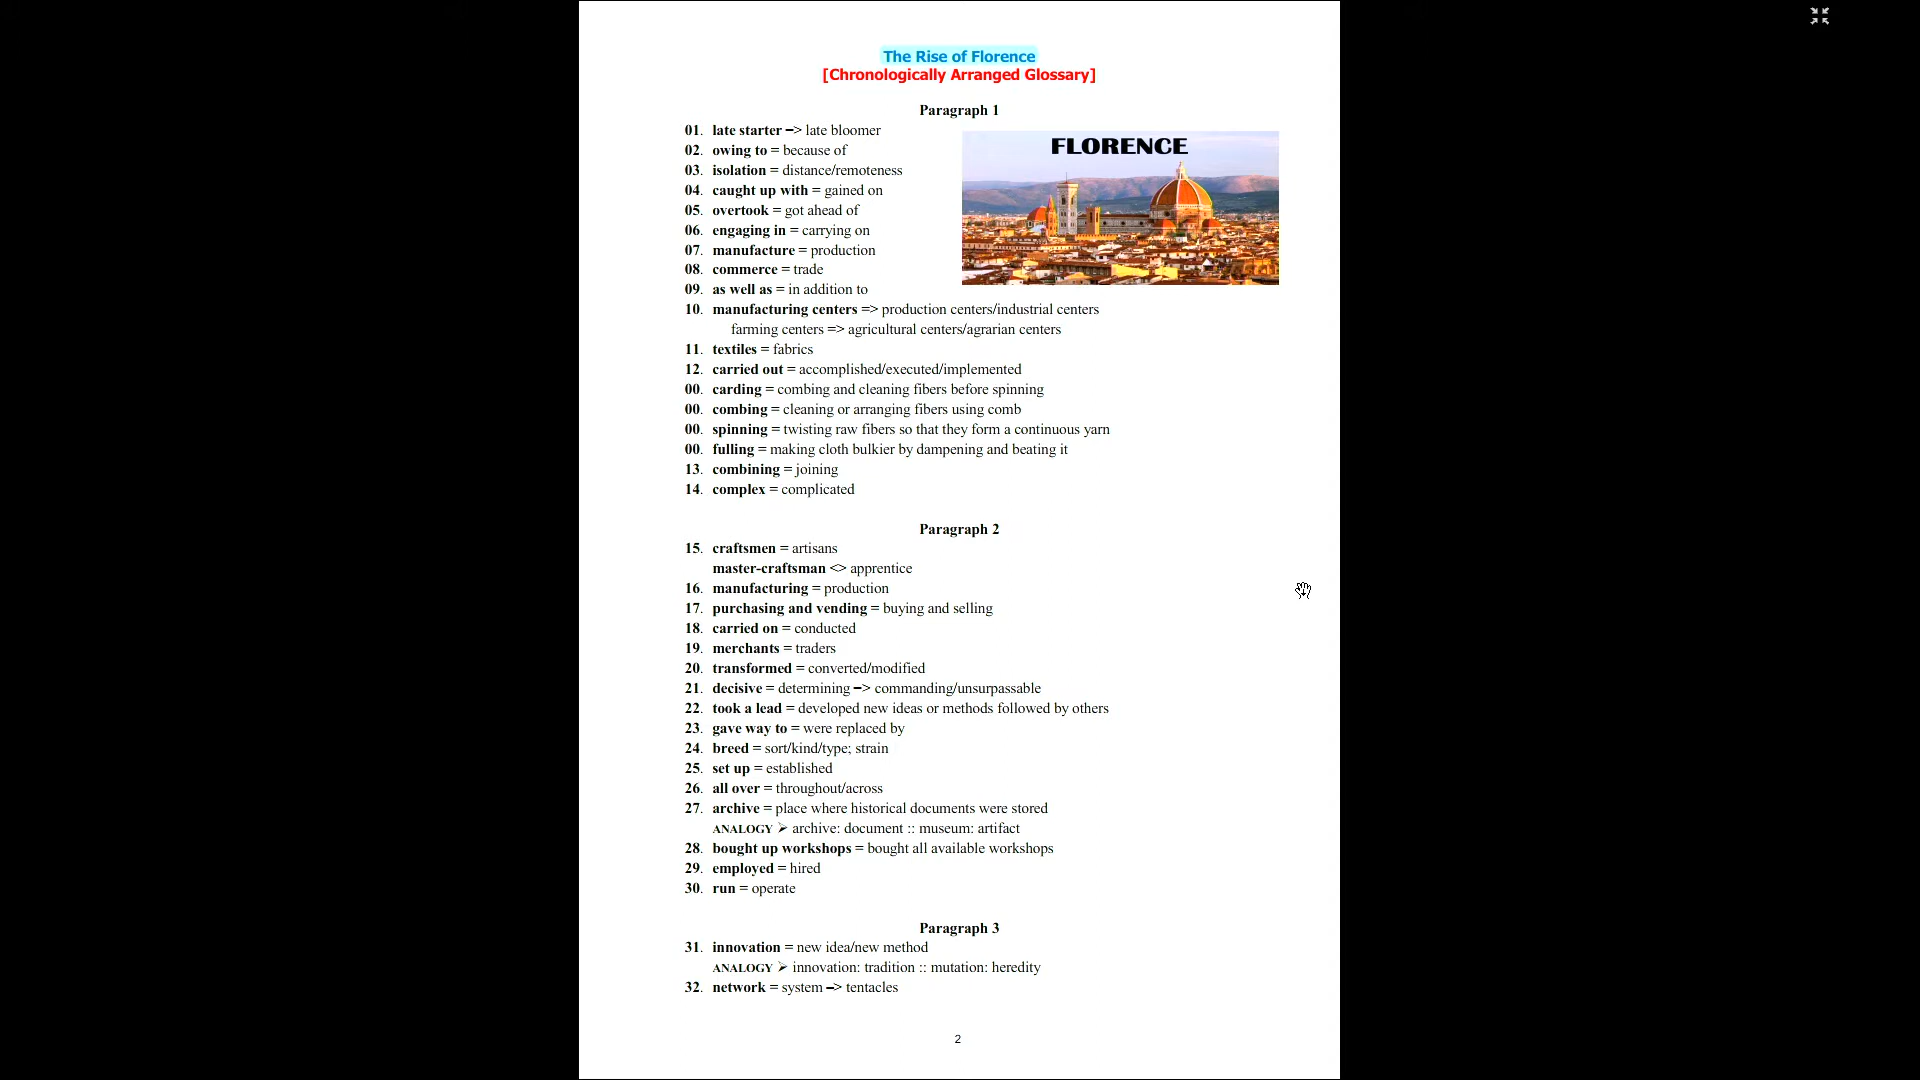 The Rise of Florence
[Chronologically Arranged Glossary]
Paragraph 1
01. late starter –> late bloomer
02. owing to = because of
03. isolation = distance/remoteness
04. caught up with = gained on
05. overtook = got ahead of
06. engaging in = carrying on
07. manufacture = production
08. commerce = trade
09. as well as = in addition to
FLORENCE
10. manufacturing centers => production centers/industrial centers
farming centers => agricultural centers/agrarian centers
11. textiles = fabrics
12. carried out = accomplished/executed/implemented
00. carding = combing and cleaning fibers before spinning
00. combing = cleaning or arranging fibers using comb
00. spinning = twisting raw fibers so that they form a continuous yarn
00. fulling = making cloth bulkier by dampening and beating it
13. combining = joining
14. complex = complicated
Paragraph 2
15. craftsmen = artisans
master-craftsman <> apprentice
16. manufacturing = production
17. purchasing and vending = buying and selling
18. carried on = conducted
19. merchants = traders
20. transformed = converted/modified
21. decisive = determining –> commanding/unsurpassable
22. took a lead = developed new ideas or methods followed by others
23. gave way to = were replaced by
24. breed = sort/kind/type; strain
25. set up = established
26. all over = throughout/across
27. archive = place where historical documents were stored
ANALOGY ➢ archive: document :: museum: artifact
28. bought up workshops = bought all available workshops
29. employed = hired
30. run = operate
Paragraph 3
31. innovation = new idea/new method
ANALOGY ➢ innovation: tradition :: mutation: heredity
32. network = system –> tentacles
2